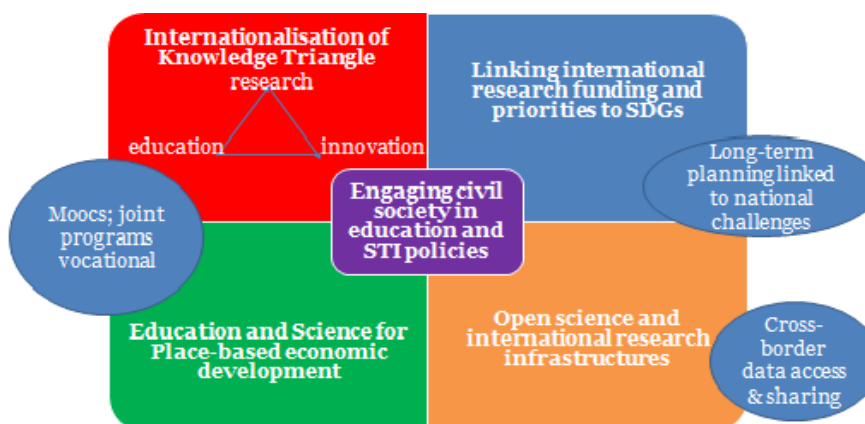 Internationalisation of
Knowledge Triangle
research
education
innovation
Linking international
research funding and
priorities to SDGs
Long-term
planning linked
to national
challenges
Moocs; joint
programs
vocational
Engaging civil
society in
education and
STI policies
Education and Science for
Place-based economic
development
Open science and
international research
infrastructures
Cross-
border
data access
& sharing